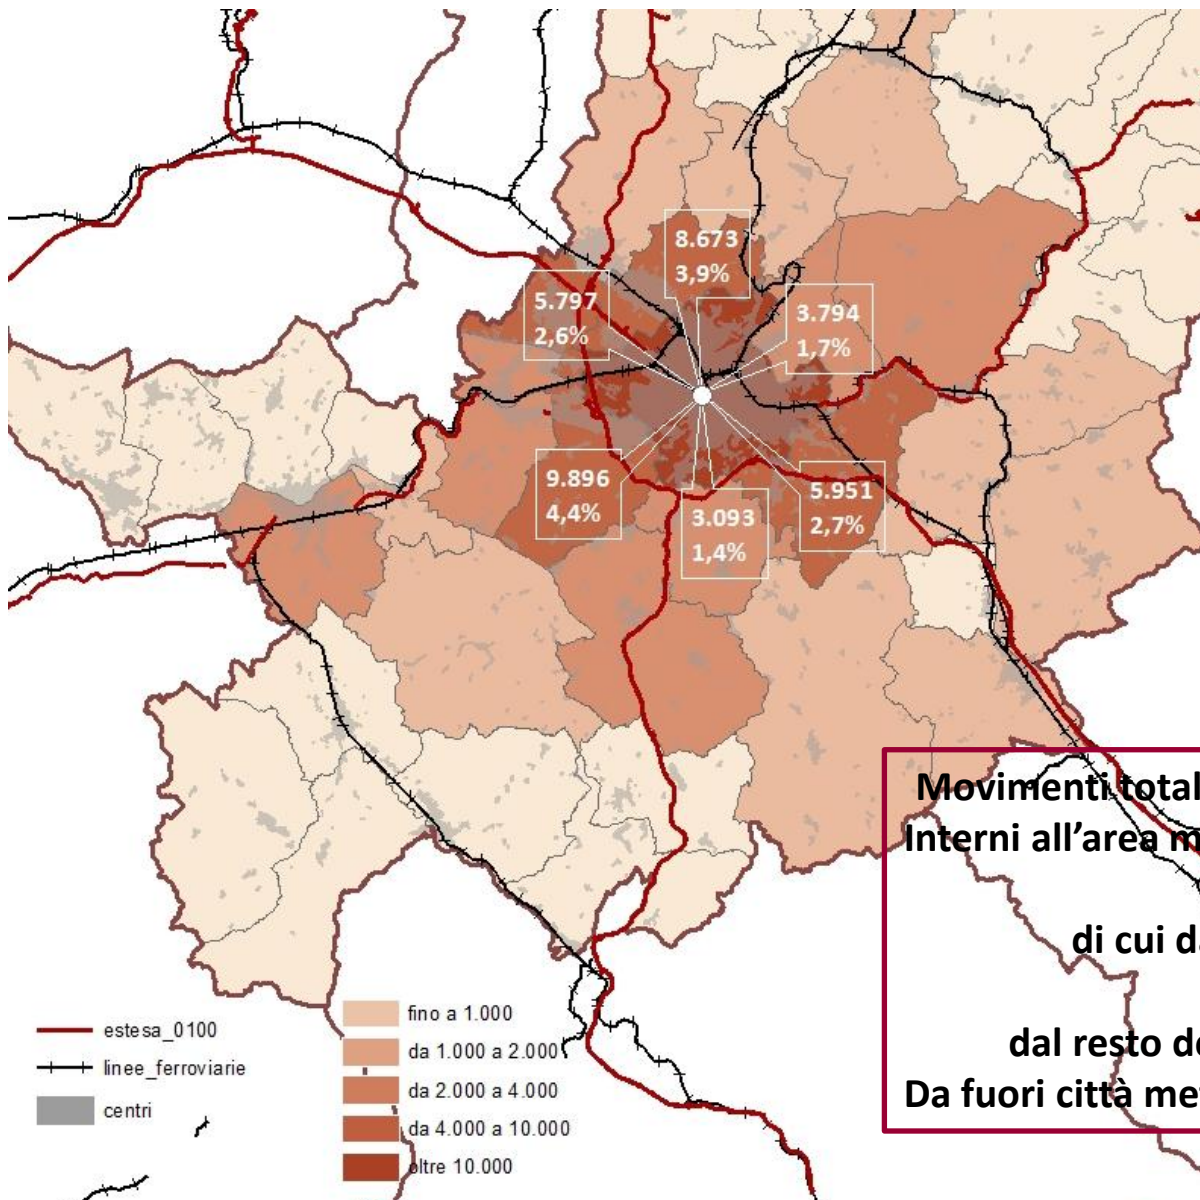 8.673
3,9%
5.797
2,6%
3.794
1,7%
9.896
4,4%
3.093
1,4%
5.951
2,7%
Movimenti total
Interni all'area m
di cui da
dal resto de
Da fuori città met
estesa_0100
linee_ferroviarie
centri
fino a 1.000
da 1.000 a 2.000
da 2.000 a 4.000
da 4.000 a 10.000
oltre 10.000